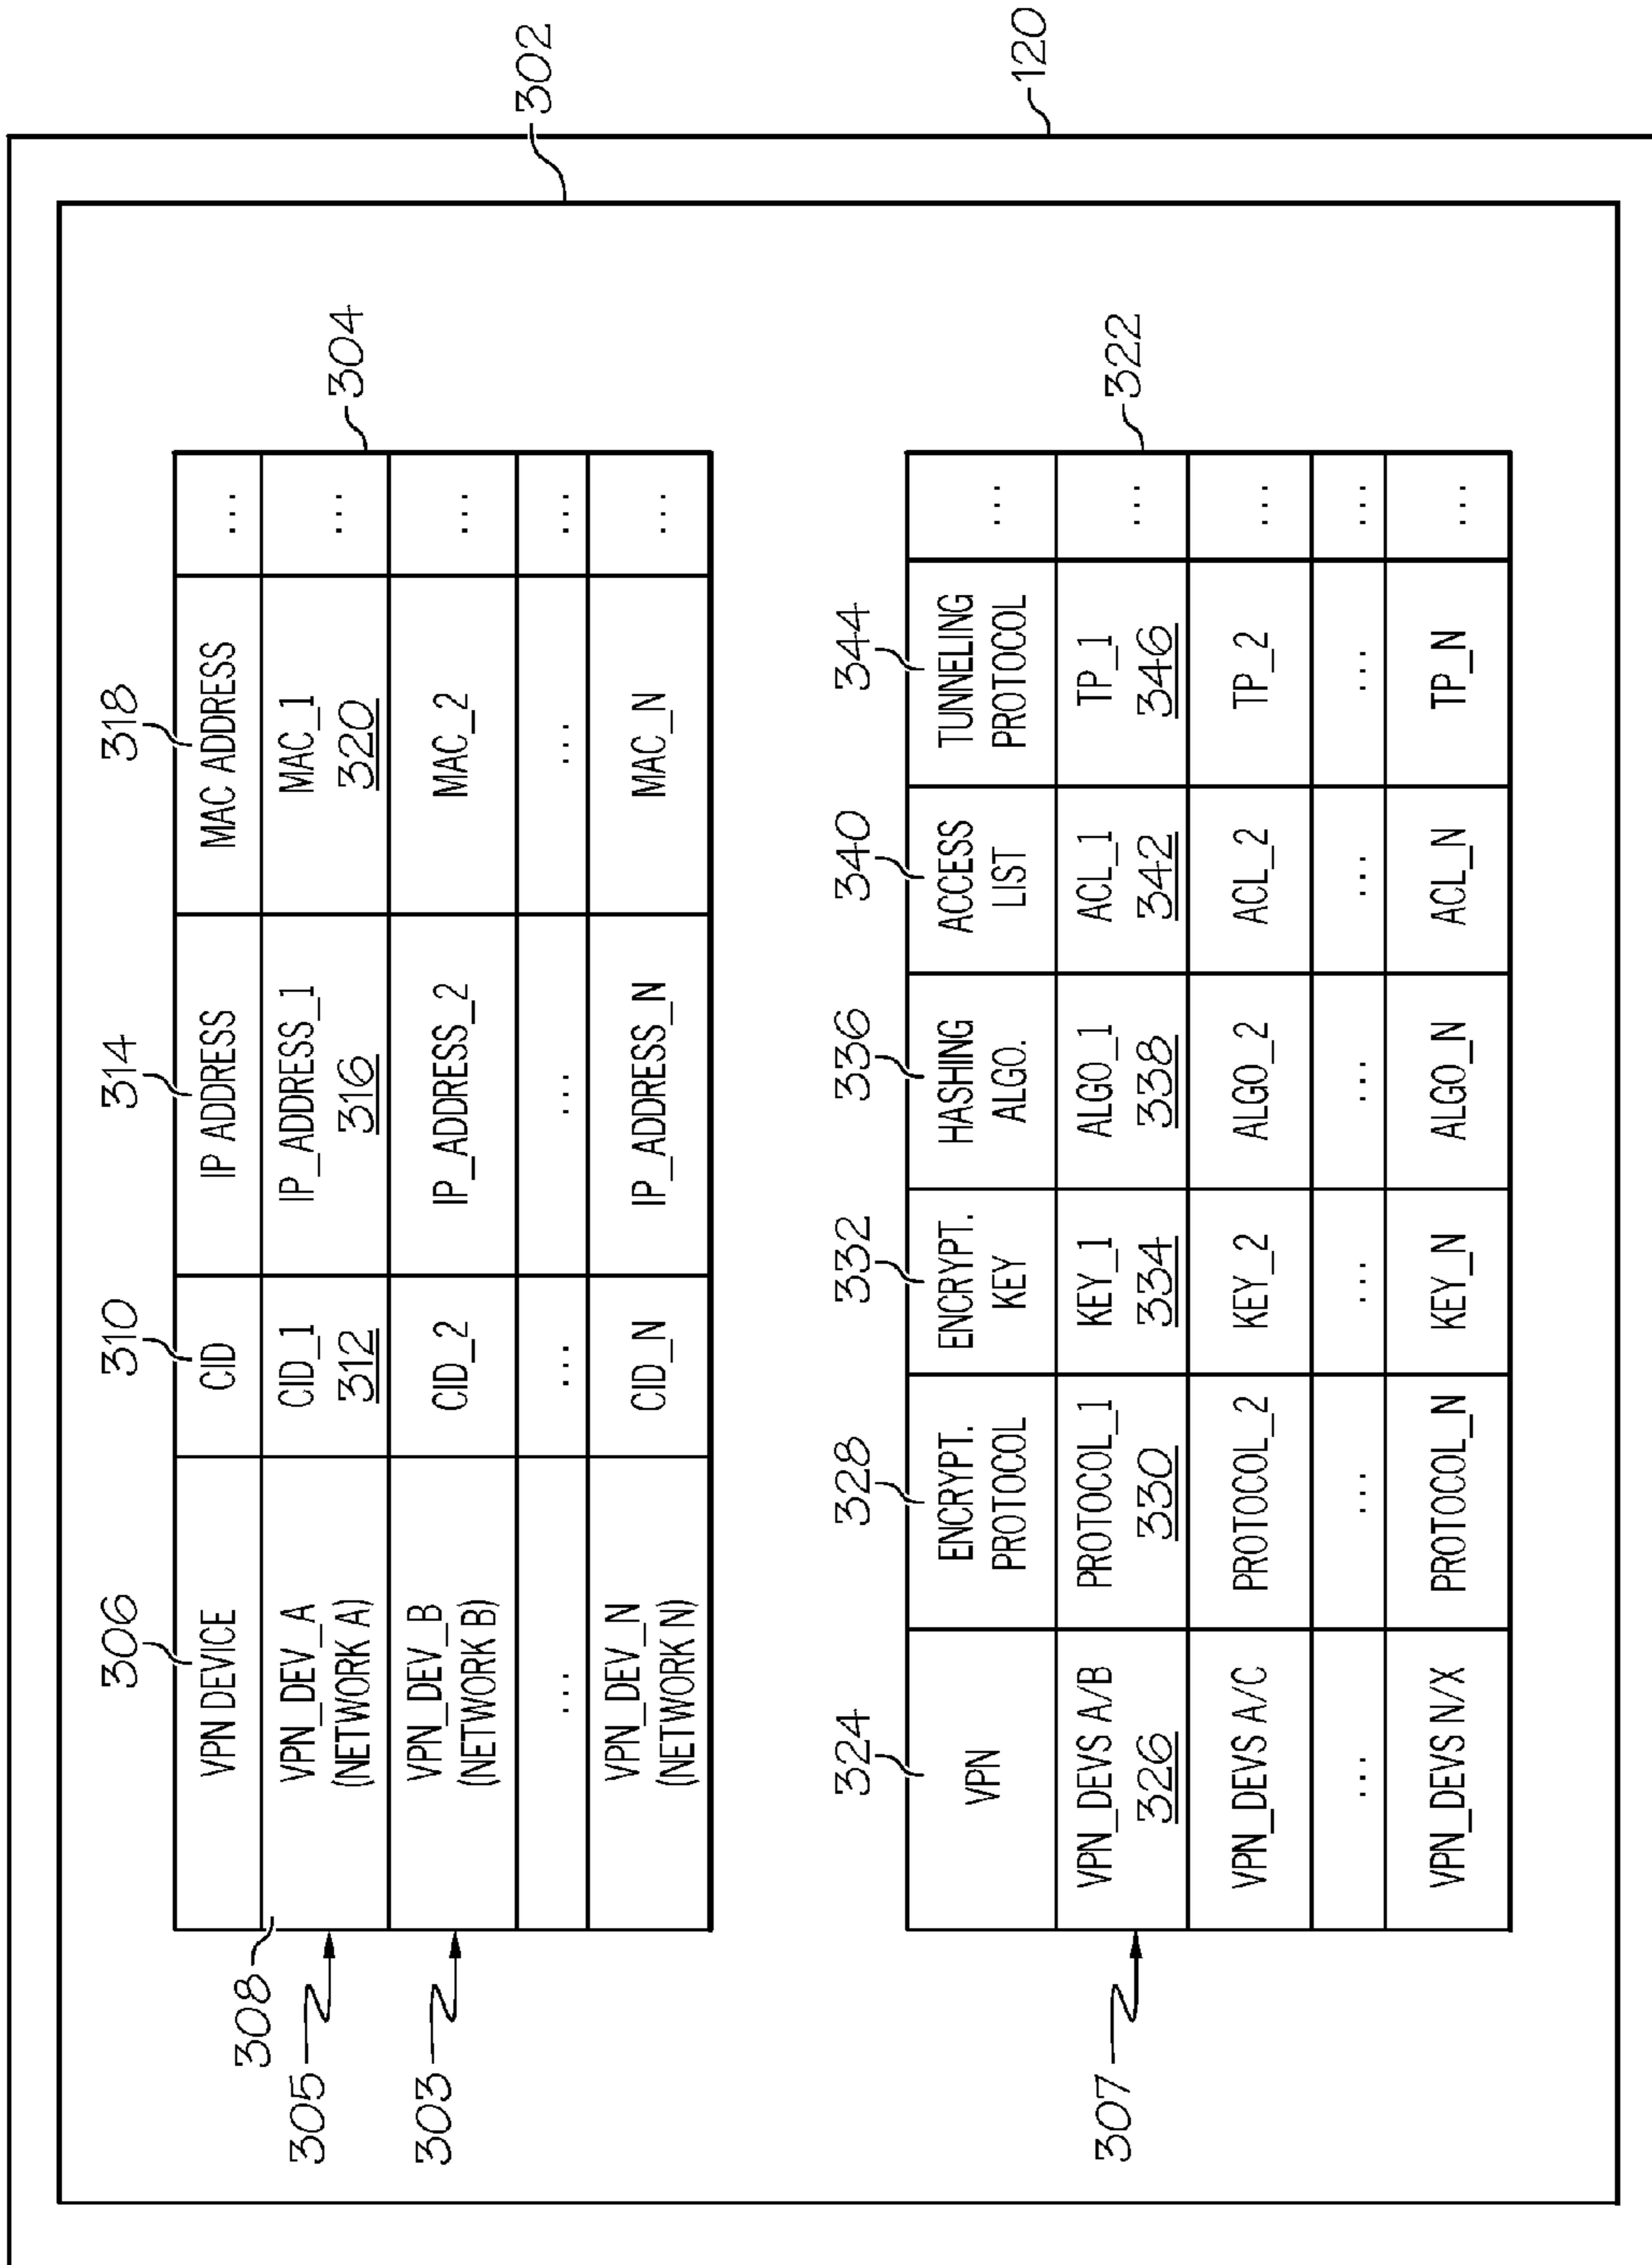 120
302
304
306 310 314 318
VPN DEVICE CID IP ADDRESS MAC ADDRESS ...
308
305 VPN_DEV_A CID_1 IP_ADDRESS_1 MAC_1 ...
(NETWORK A) 312 316 320
303 VPN_DEV_B CID_2 IP_ADDRESS_2 MAC_2 ...
(NETWORK B)
... ... ... ... ...
VPN_DEV_N CID_N IP_ADDRESS_N MAC_N ...
(NETWORK N)
322
324 328 332 336 340 344
VPN ENCRYPT. ENCRYPT. HASHING ACCESS TUNNELING ...
PROTOCOL KEY ALGO. LIST PROTOCOL
307 VPN_DEVS A/B PROTOCOL_1 KEY_1 ALGO_1 ACL_1 TP_1 ...
326 330 334 338 342 346
VPN_DEVS A/C PROTOCOL_2 KEY_2 ALGO_2 ACL_2 TP_2 ...
... ... ... ... ... ... ...
VPN_DEVS N/X PROTOCOL_N KEY_N ALGO_N ACL_N TP_N ...